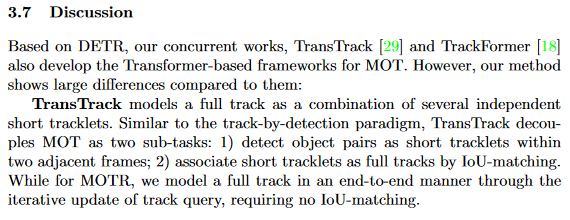 3.7 Discussion
Based on DETR, our concurrent works, TransTrack [29] and TrackFormer [18]
also develop the Transformer-based frameworks for MOT. However, our method
shows large differences compared to them:
TransTrack models a full track as a combination of several independent
short tracklets. Similar to the track-by-detection paradigm, TransTrack decou-
ples MOT as two sub-tasks: 1) detect object pairs as short tracklets within
two adjacent frames; 2) associate short tracklets as full tracks by IoU-matching.
While for MOTR, we model a full track in an end-to-end manner through the
iterative update of track query, requiring no IoU-matching.